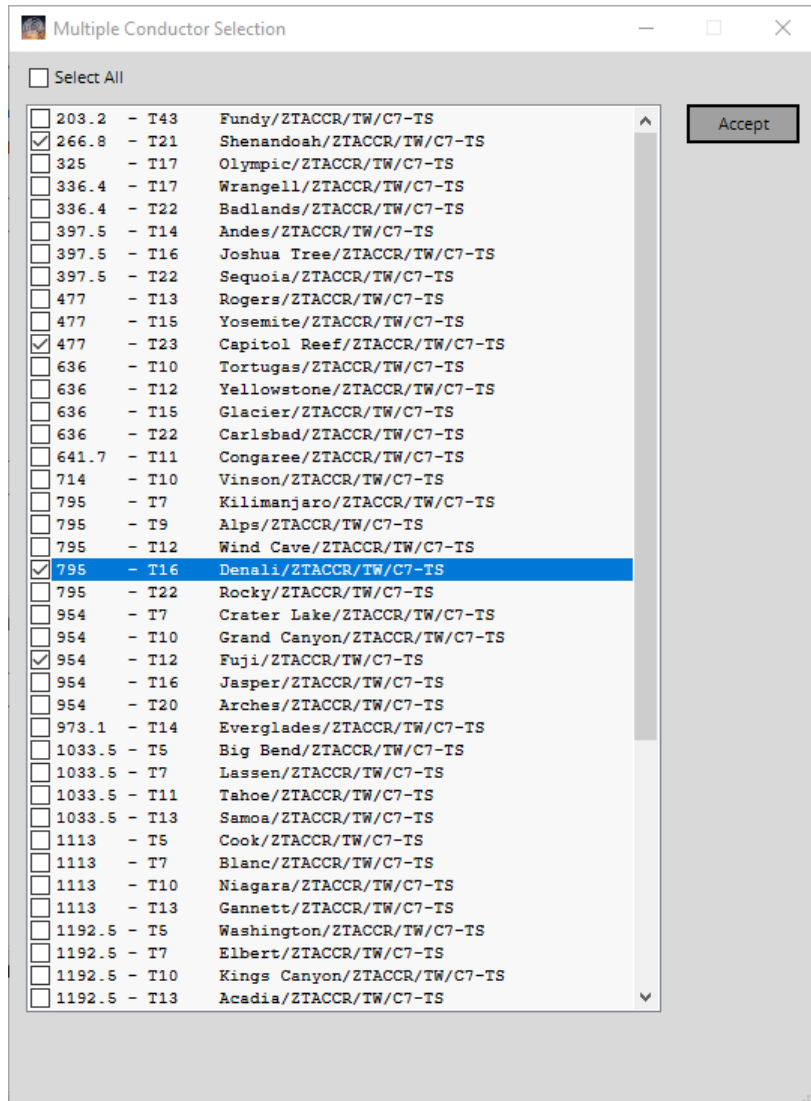 Multiple Conductor Selection
Select All
203.2 - T43 Fundy/ZTACCR/TW/C7-TS
266.8 - T21 Shenandoah/ZTACCR/TW/C7-TS
325 - T17 Olympic/ZTACCR/TW/C7-TS
336.4 - T17 Wrangell/ZTACCR/TW/C7-TS
336.4 - T22 Badlands/ZTACCR/TW/C7-TS
397.5 - T14 Andes/ZTACCR/TW/C7-TS
397.5 - T16 Joshua Tree/ZTACCR/TW/C7-TS
397.5 - T22 Sequoia/ZTACCR/TW/C7-TS
477 - T13 Rogers/ZTACCR/TW/C7-TS
477 - T15 Yosemite/ZTACCR/TW/C7-TS
477 - T23 Capitol Reef/ZTACCR/TW/C7-TS
636 - T10 Tortugas/ZTACCR/TW/C7-TS
636 - T12 Yellowstone/ZTACCR/TW/C7-TS
636 - T15 Glacier/ZTACCR/TW/C7-TS
636 - T22 Carlsbad/ZTACCR/TW/C7-TS
641.7 - T11 Congaree/ZTACCR/TW/C7-TS
714 - T10 Vinson/ZTACCR/TW/C7-TS
795 - T7 Kilimanjaro/ZTACCR/TW/C7-TS
795 - T9 Alps/ZTACCR/TW/C7-TS
795 - T12 Wind Cave/ZTACCR/TW/C7-TS
795 - T16 Denali/ZTACCR/TW/C7-TS
795 - T22 Rocky/ZTACCR/TW/C7-TS
954 - T7 Crater Lake/ZTACCR/TW/C7-TS
954 - T10 Grand Canyon/ZTACCR/TW/C7-TS
954 - T12 Fuji/ZTACCR/TW/C7-TS
954 - T16 Jasper/ZTACCR/TW/C7-TS
954 - T20 Arches/ZTACCR/TW/C7-TS
973.1 - T14 Everglades/ZTACCR/TW/C7-TS
1033.5 - T5 Big Bend/ZTACCR/TW/C7-TS
1033.5 - T7 Lassen/ZTACCR/TW/C7-TS
1033.5 - T11 Tahoe/ZTACCR/TW/C7-TS
1033.5 - T13 Samoa/ZTACCR/TW/C7-TS
1113 - T5 Cook/ZTACCR/TW/C7-TS
1113 - T7 Blanc/ZTACCR/TW/C7-TS
1113 - T10 Niagara/ZTACCR/TW/C7-TS
1113 - T13 Gannett/ZTACCR/TW/C7-TS
1192.5 - T5 Washington/ZTACCR/TW/C7-TS
1192.5 - T7 Elbert/ZTACCR/TW/C7-TS
1192.5 - T10 Kings Canyon/ZTACCR/TW/C7-TS
1192.5 - T13 Acadia/ZTACCR/TW/C7-TS
Accept